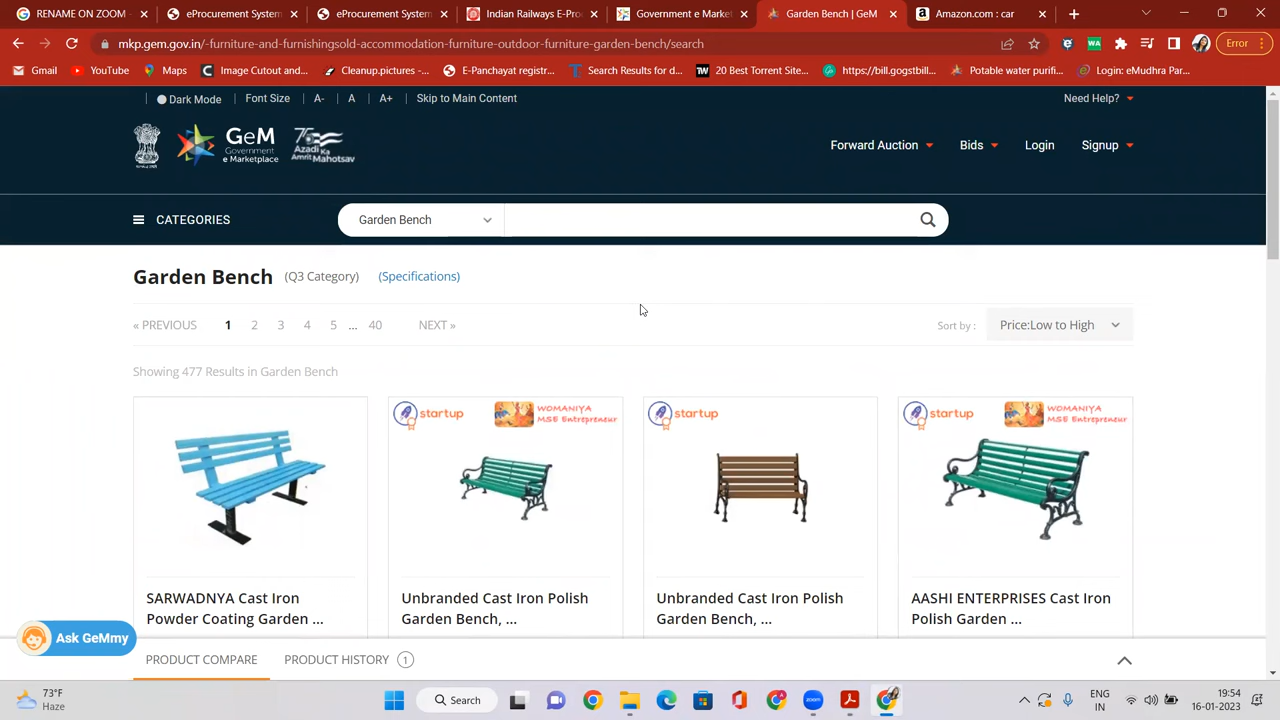 RENAME ON ZOOM -
eProcurement System
eProcurement System
Indian Railways E-Pro
Government e Market
Garden Bench | GeM
Amazon.com : car
mkp.gem.gov.in/-furniture-and-furnishingsold-accommodation-furniture-outdoor-furniture-garden-bench/search
Error
Gmail
YouTube
Maps
Image Cutout and...
Cleanup.pictures -...
E-Panchayat registr...
Search Results for d...
20 Best Torrent Site...
https://bill.gogstbill...
Potable water purifi...
Login: eMudhra Par...
Dark Mode
Font Size
A-
A
A+
Skip to Main Content
Need Help?
GeM
Government
e Marketplace
75
Azadi Ka
Amrit Mahotsav
Forward Auction
Bids
Login
Signup
CATEGORIES
Garden Bench
Garden Bench (Q3 Category) (Specifications)
« PREVIOUS 1 2 3 4 5 ... 40 NEXT »
Sort by : Price:Low to High
Showing 477 Results in Garden Bench
startup
WOMANIYA
MSE Entrepreneur
startup
startup
WOMANIYA
MSE Entrepreneur
SARWADNYA Cast Iron
Powder Coating Garden ...
Unbranded Cast Iron Polish
Garden Bench, ...
Unbranded Cast Iron Polish
Garden Bench, ...
AASHI ENTERPRISES Cast Iron
Polish Garden ...
Ask GeMmy
PRODUCT COMPARE
PRODUCT HISTORY 1
73°F
Haze
Search
ENG
IN
19:54
16-01-2023